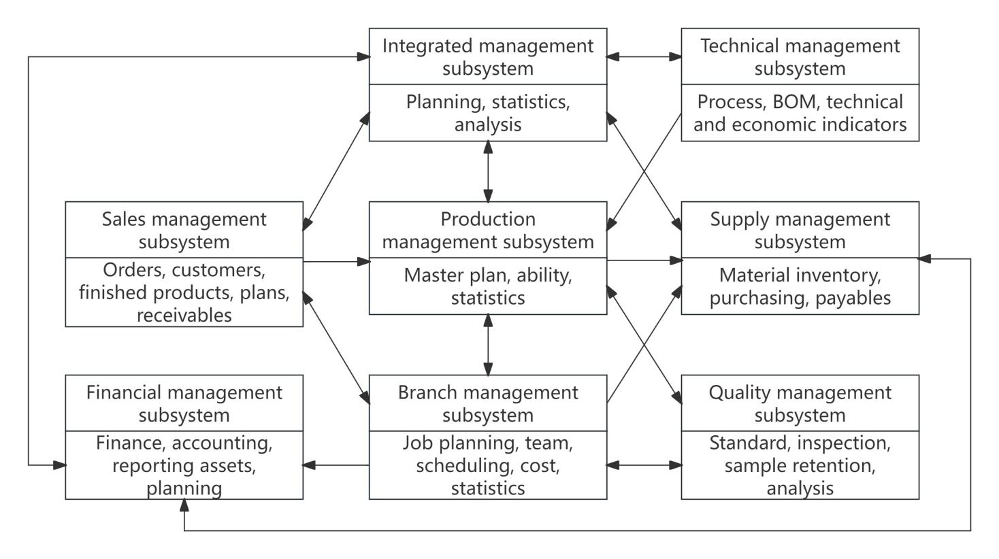 Integrated management
subsystem
Planning, statistics,
analysis
Technical management
subsystem
Process, BOM, technical
and economic indicators
Sales management
subsystem
Orders, customers,
finished products, plans,
receivables
Production
management subsystem
Master plan, ability,
statistics
Supply management
subsystem
Material inventory,
purchasing, payables
Financial management
subsystem
Finance, accounting,
reporting assets,
planning
Branch management
subsystem
Job planning, team,
scheduling, cost,
statistics
Quality management
subsystem
Standard, inspection,
sample retention,
analysis